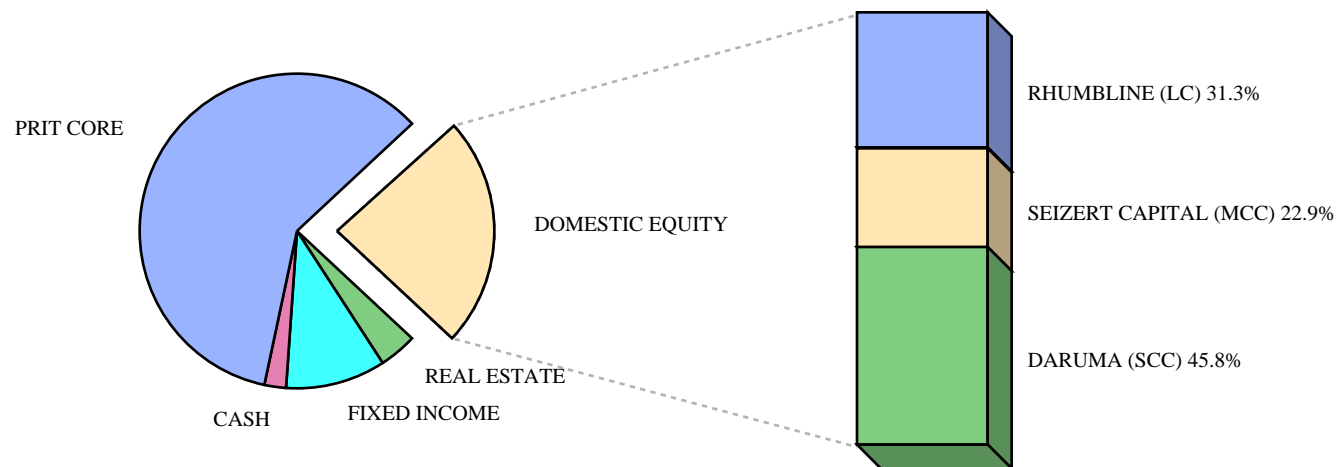 PRIT CORE
DOMESTIC EQUITY
REAL ESTATE
FIXED INCOME
CASH
RHUMBLINE (LC) 31.3%
SEIZERT CAPITAL (MCC) 22.9%
DARUMA (SCC) 45.8%